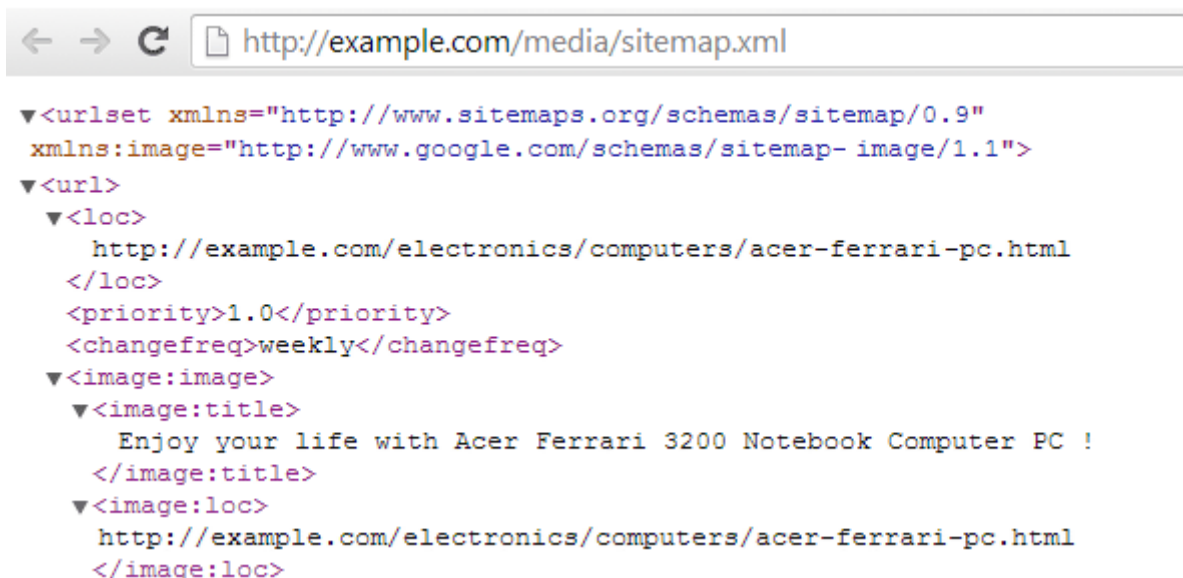 http://example.com/media/sitemap.xml
▼<urlset xmlns="http://www.sitemaps.org/schemas/sitemap/0.9"
xmlns:image="http://www.google.com/schemas/sitemap- image/1.1">
▼<url>
▼<loc>
http://example.com/electronics/computers/acer-ferrari-pc.html
</loc>
<priority>1.0</priority>
<changefreq>weekly</changefreq>
▼<image:image>
▼<image:title>
Enjoy your life with Acer Ferrari 3200 Notebook Computer PC !
</image:title>
▼<image:loc>
http://example.com/electronics/computers/acer-ferrari-pc.html
</image:loc>